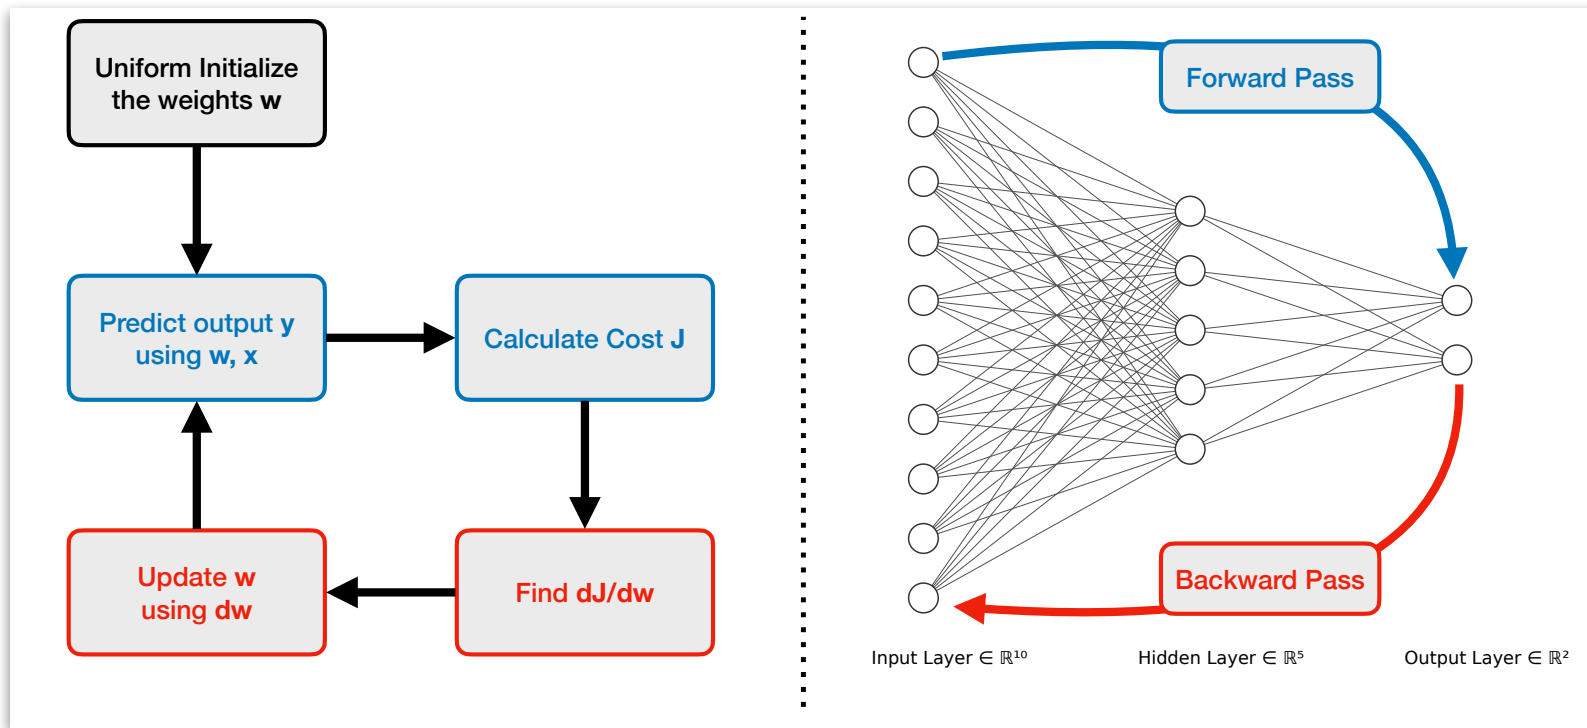 Uniform Initialize
the weights w
Predict output y
using w, x
Calculate Cost J
Update w
using dw
Find dJ/dw
Forward Pass
Backward Pass
Input Layer ∈ ℝ¹⁰
Hidden Layer ∈ ℝ⁵
Output Layer ∈ ℝ²